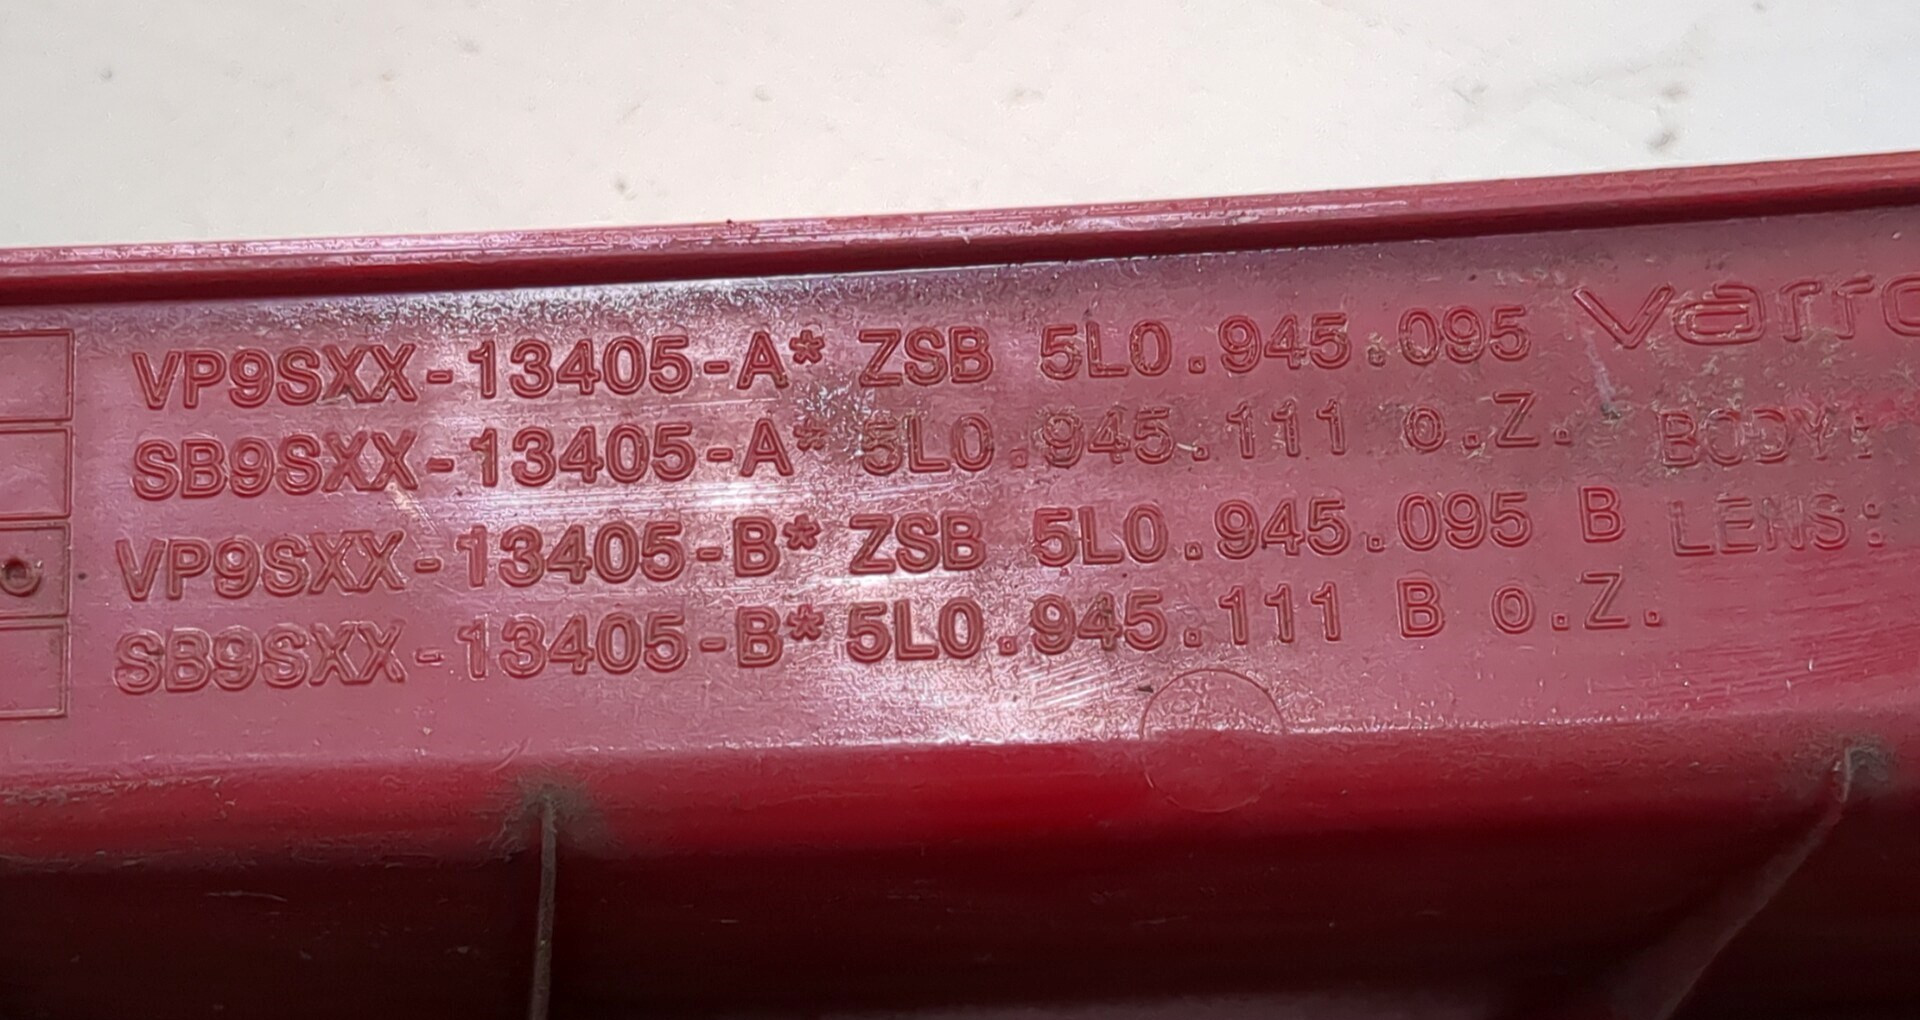 VP9SXX-13405-A* ZSB 5L0.945.095
varro
SB9SXX-13405-A* 5L0.945.111 o.Z.
BODY:
VP9SXX-13405-B* ZSB 5L0.945.095 B
LENS:
SB9SXX-13405-B* 5L0.945.111 B o.Z.